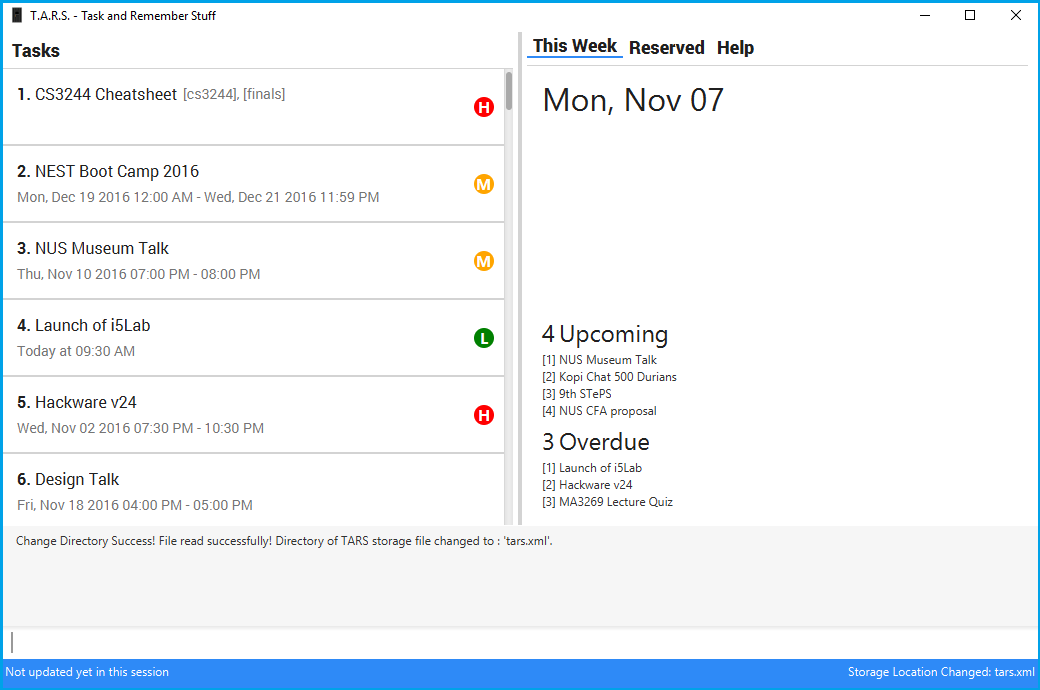 T.A.R.S. - Task and Remember Stuff
Tasks
1. CS3244 Cheatsheet [cs3244], [finals]
H
2. NEST Boot Camp 2016
Mon, Dec 19 2016 12:00 AM - Wed, Dec 21 2016 11:59 PM
M
3. NUS Museum Talk
Thu, Nov 10 2016 07:00 PM - 08:00 PM
M
4. Launch of i5Lab
Today at 09:30 AM
L
5. Hackware v24
Wed, Nov 02 2016 07:30 PM - 10:30 PM
H
6. Design Talk
Fri, Nov 18 2016 04:00 PM - 05:00 PM
This Week Reserved Help
Mon, Nov 07
4 Upcoming
[1] NUS Museum Talk
[2] Kopi Chat 500 Durians
[3] 9th STePS
[4] NUS CFA proposal
3 Overdue
[1] Launch of i5Lab
[2] Hackware v24
[3] MA3269 Lecture Quiz
Change Directory Success! File read successfully! Directory of TARS storage file changed to : 'tars.xml'.
Not updated yet in this session
Storage Location Changed: tars.xml